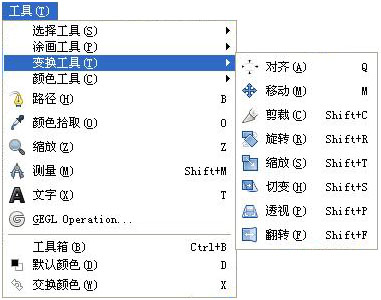 工具(T)
选择工具(S)
涂画工具(P)
变换工具(T)
颜色工具(C)
路径(H) B
颜色拾取(O) O
缩放(Z) Z
测量(M) Shift+M
文字(X) T
GEGL Operation...
工具箱(B) Ctrl+B
默认颜色(D) D
交换颜色(W) X
对齐(A) Q
移动(M) M
剪裁(C) Shift+C
旋转(R) Shift+R
缩放(S) Shift+T
切变(H) Shift+S
透视(P) Shift+P
翻转(F) Shift+F